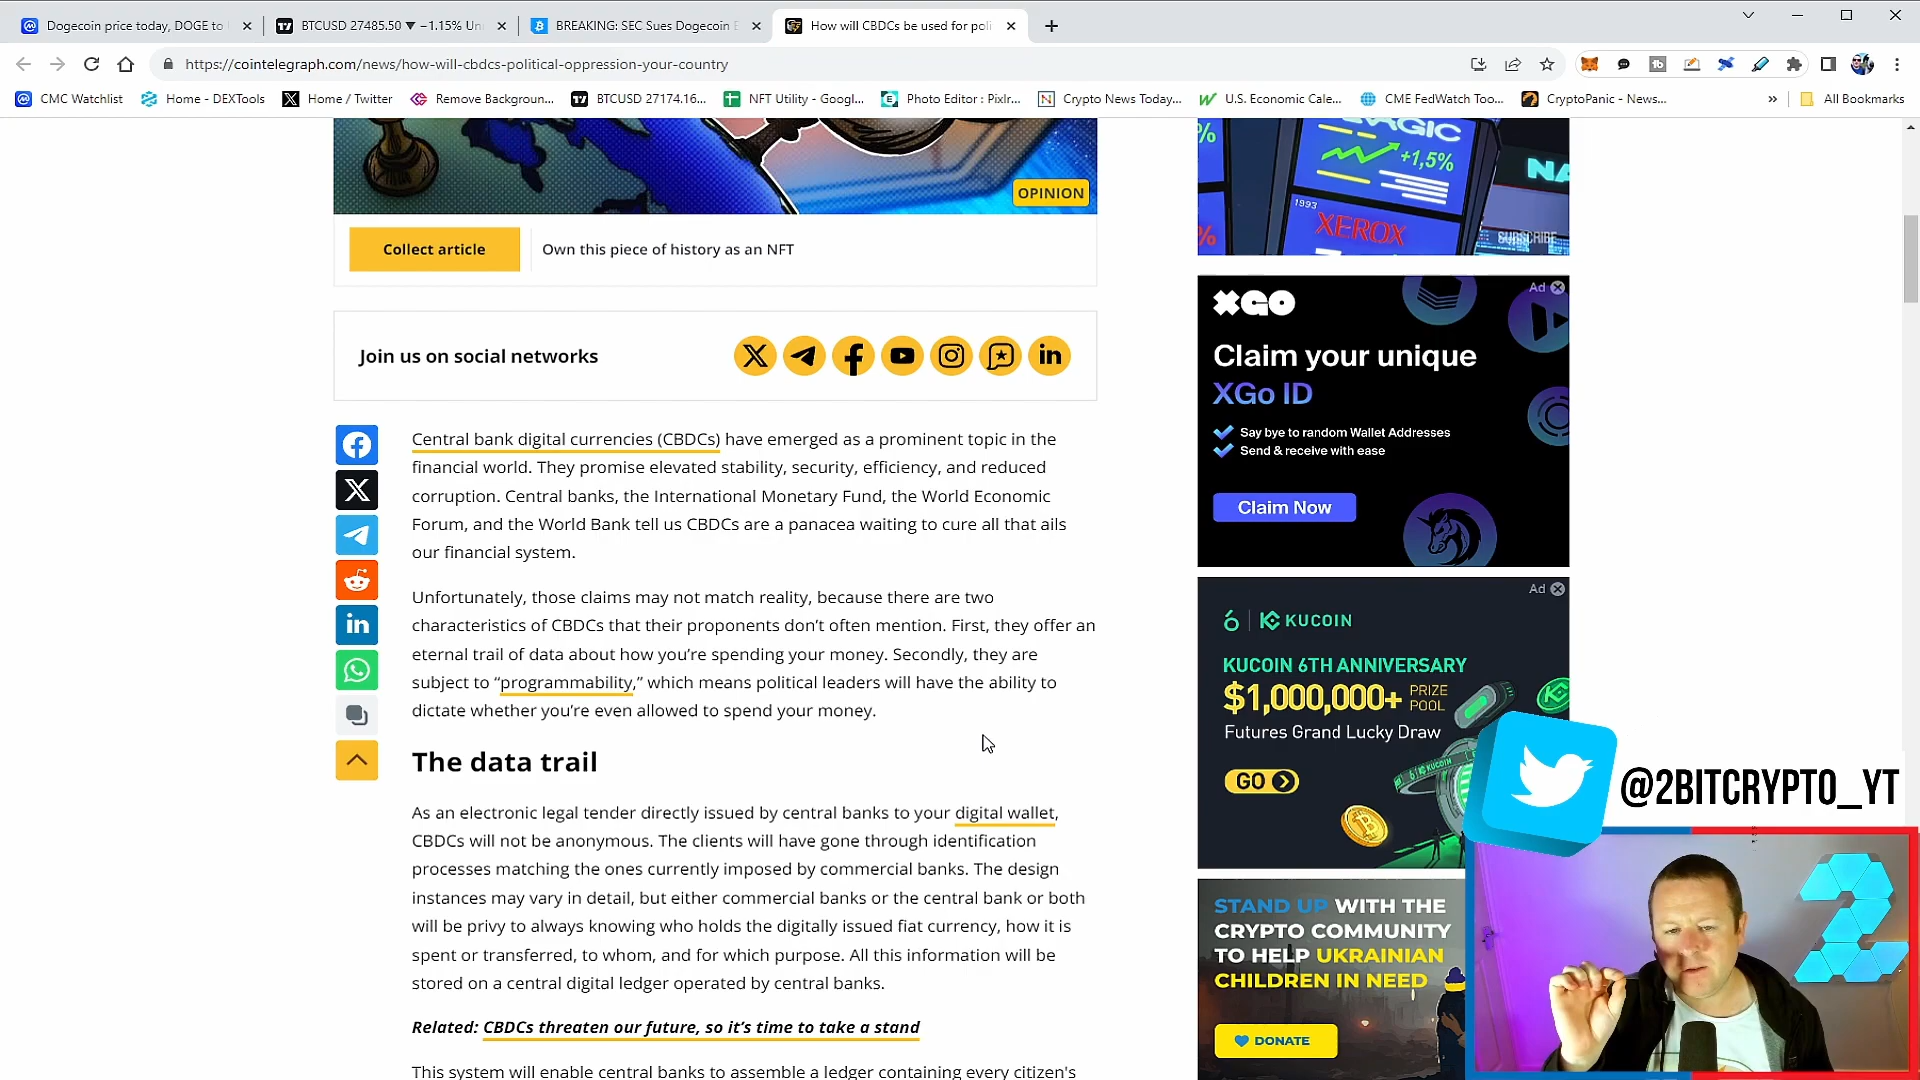 Dogecoin price today, DOGE to
BTCUSD 27485.50 ▼ −1.15% Un
BREAKING: SEC Sues Dogecoin E
How will CBDCs be used for poli
https://cointelegraph.com/news/how-will-cbdcs-political-oppression-your-country
CMC Watchlist
Home - DEXTools
Home / Twitter
Remove Backgroun...
BTCUSD 27174.16...
NFT Utility - Googl...
Photo Editor : Pixlr...
Crypto News Today...
U.S. Economic Cale...
CME FedWatch Too...
CryptoPanic - News...
»
All Bookmarks
OPINION
Collect article
Own this piece of history as an NFT
Join us on social networks
Central bank digital currencies (CBDCs) have emerged as a prominent topic in the
financial world. They promise elevated stability, security, efficiency, and reduced
corruption. Central banks, the International Monetary Fund, the World Economic
Forum, and the World Bank tell us CBDCs are a panacea waiting to cure all that ails
our financial system.
Unfortunately, those claims may not match reality, because there are two
characteristics of CBDCs that their proponents don’t often mention. First, they offer an
eternal trail of data about how you’re spending your money. Secondly, they are
subject to “programmability,” which means political leaders will have the ability to
dictate whether you’re even allowed to spend your money.
The data trail
As an electronic legal tender directly issued by central banks to your digital wallet,
CBDCs will not be anonymous. The clients will have gone through identification
processes matching the ones currently imposed by commercial banks. The design
instances may vary in detail, but either commercial banks or the central bank or both
will be privy to always knowing who holds the digitally issued fiat currency, how it is
spent or transferred, to whom, and for which purpose. All this information will be
stored on a central digital ledger operated by central banks.
Related: CBDCs threaten our future, so it’s time to take a stand
This system will enable central banks to assemble a ledger containing every citizen's
%
AGIC
+1,5%
NA
1993
XEROX
%
SUBSCRIBE
XGO
Ad
Claim your unique
XGo ID
Say bye to random Wallet Addresses
Send & receive with ease
Claim Now
Ad
6 | KUCOIN
KUCOIN 6TH ANNIVERSARY
$1,000,000+ PRIZE POOL
Futures Grand Lucky Draw
GO
STAND UP WITH THE
CRYPTO COMMUNITY
TO HELP UKRAINIAN
CHILDREN IN NEED
DONATE
@2BITCRYPTO_YT
2